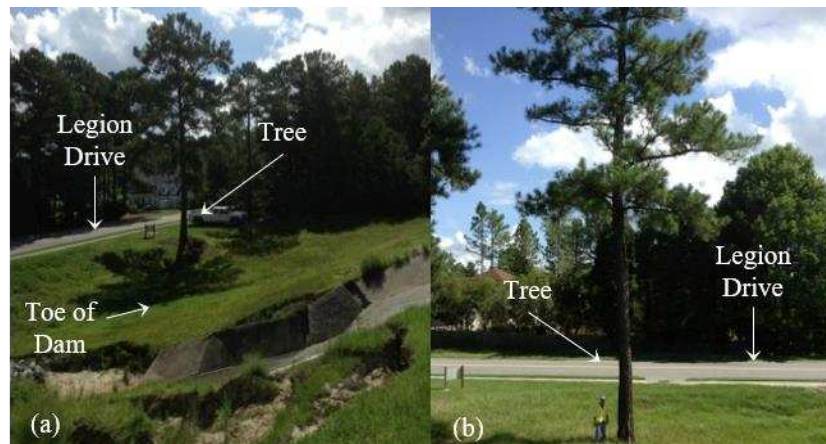 Legion
Drive
Tree
Toe of
Dam
(a)
Tree
Legion
Drive
(b)